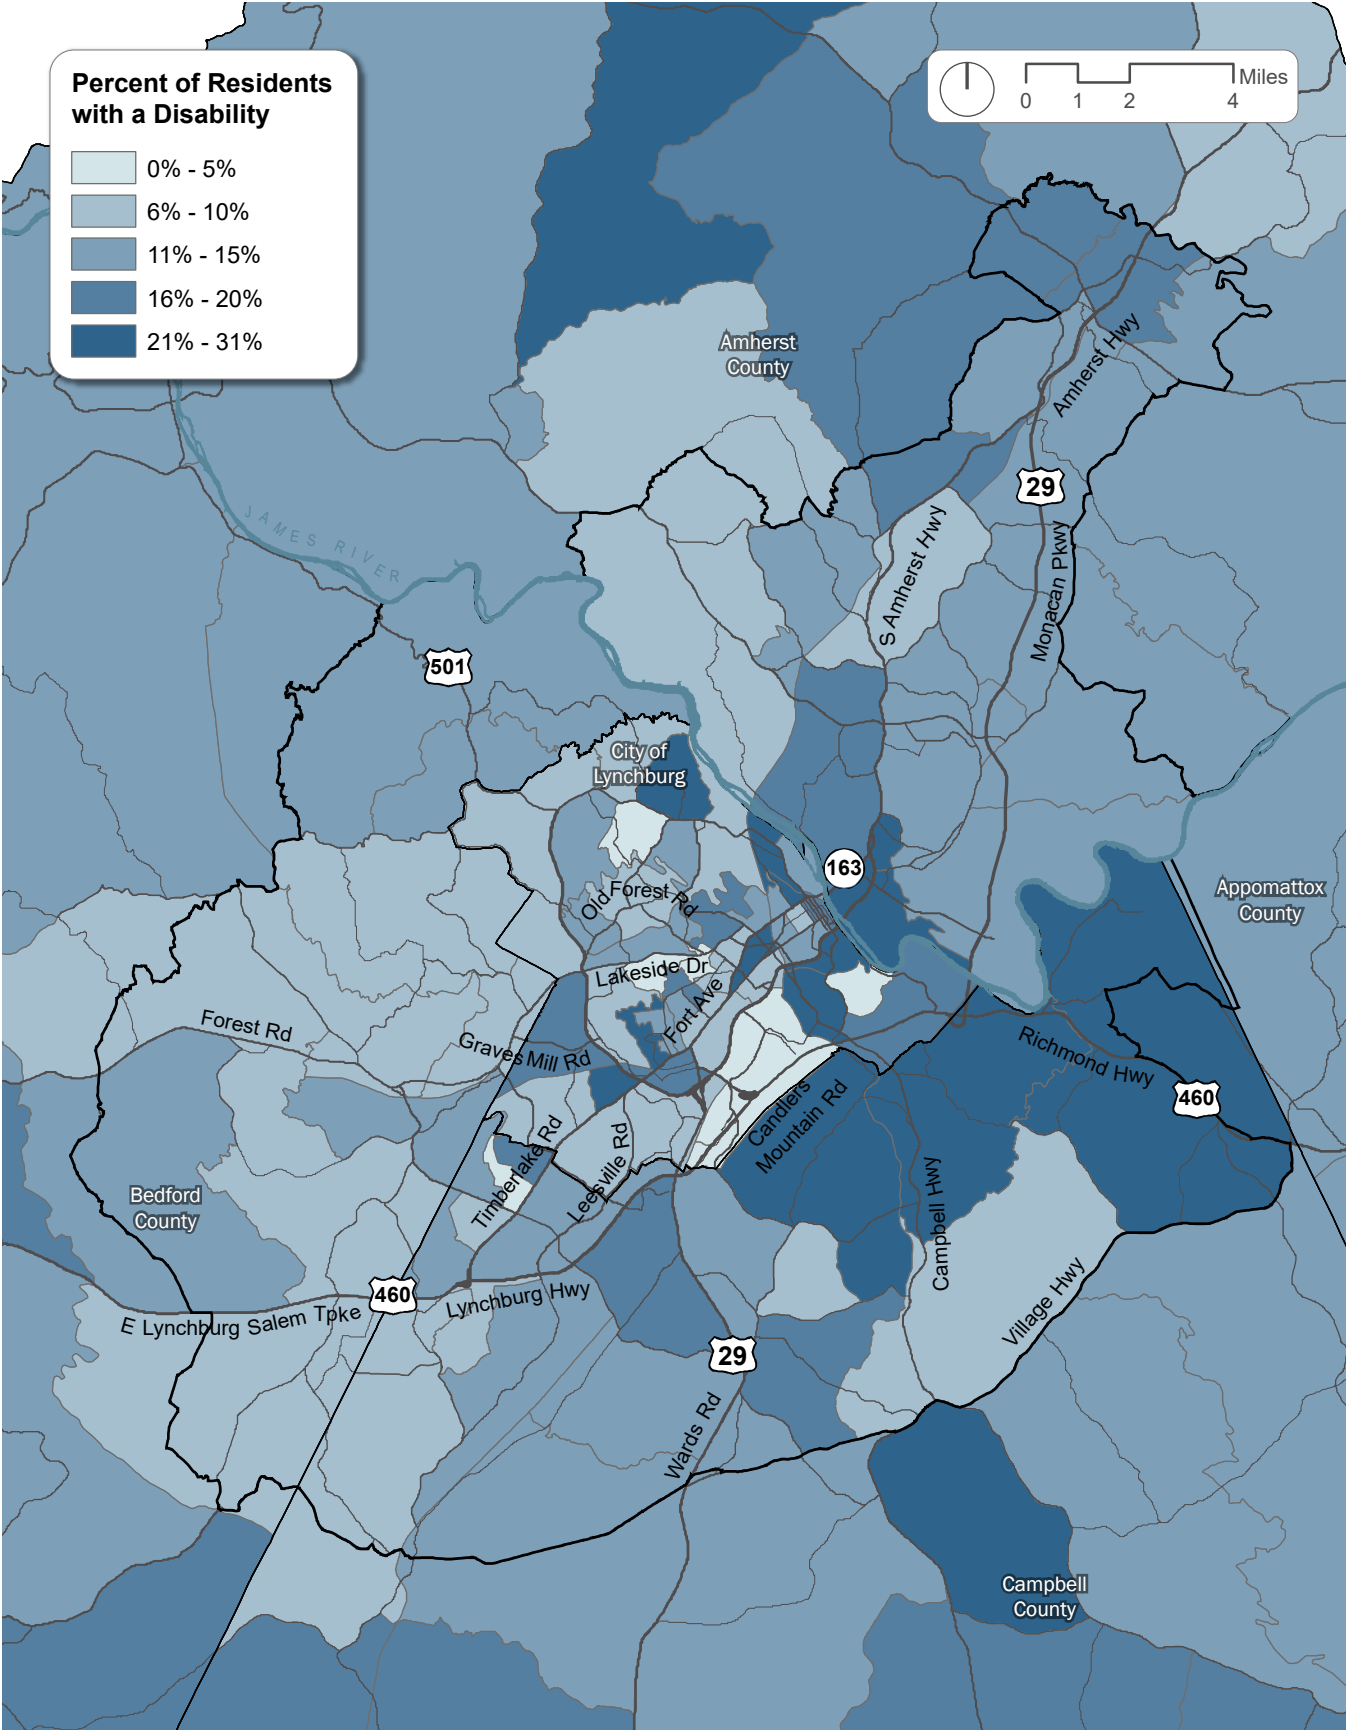 Percent of Residents
with a Disability
0% - 5%
6% - 10%
11% - 15%
16% - 20%
21% - 31%
Miles
0 1 2 4
Amherst
County
Amherst Hwy
29
JAMES RIVER
S Amherst Hwy
Monacan Pkwy
501
City of
Lynchburg
163
Appomattox
County
Old Forest Rd
Lakeside Dr
Fort Ave
Forest Rd
Graves Mill Rd
Richmond Hwy
460
Candlers
Mountain Rd
Timberlake Rd
Leesville Rd
Campbell Hwy
Bedford
County
460
E Lynchburg Salem Tpke
Lynchburg Hwy
Village Hwy
29
Wards Rd
Campbell
County